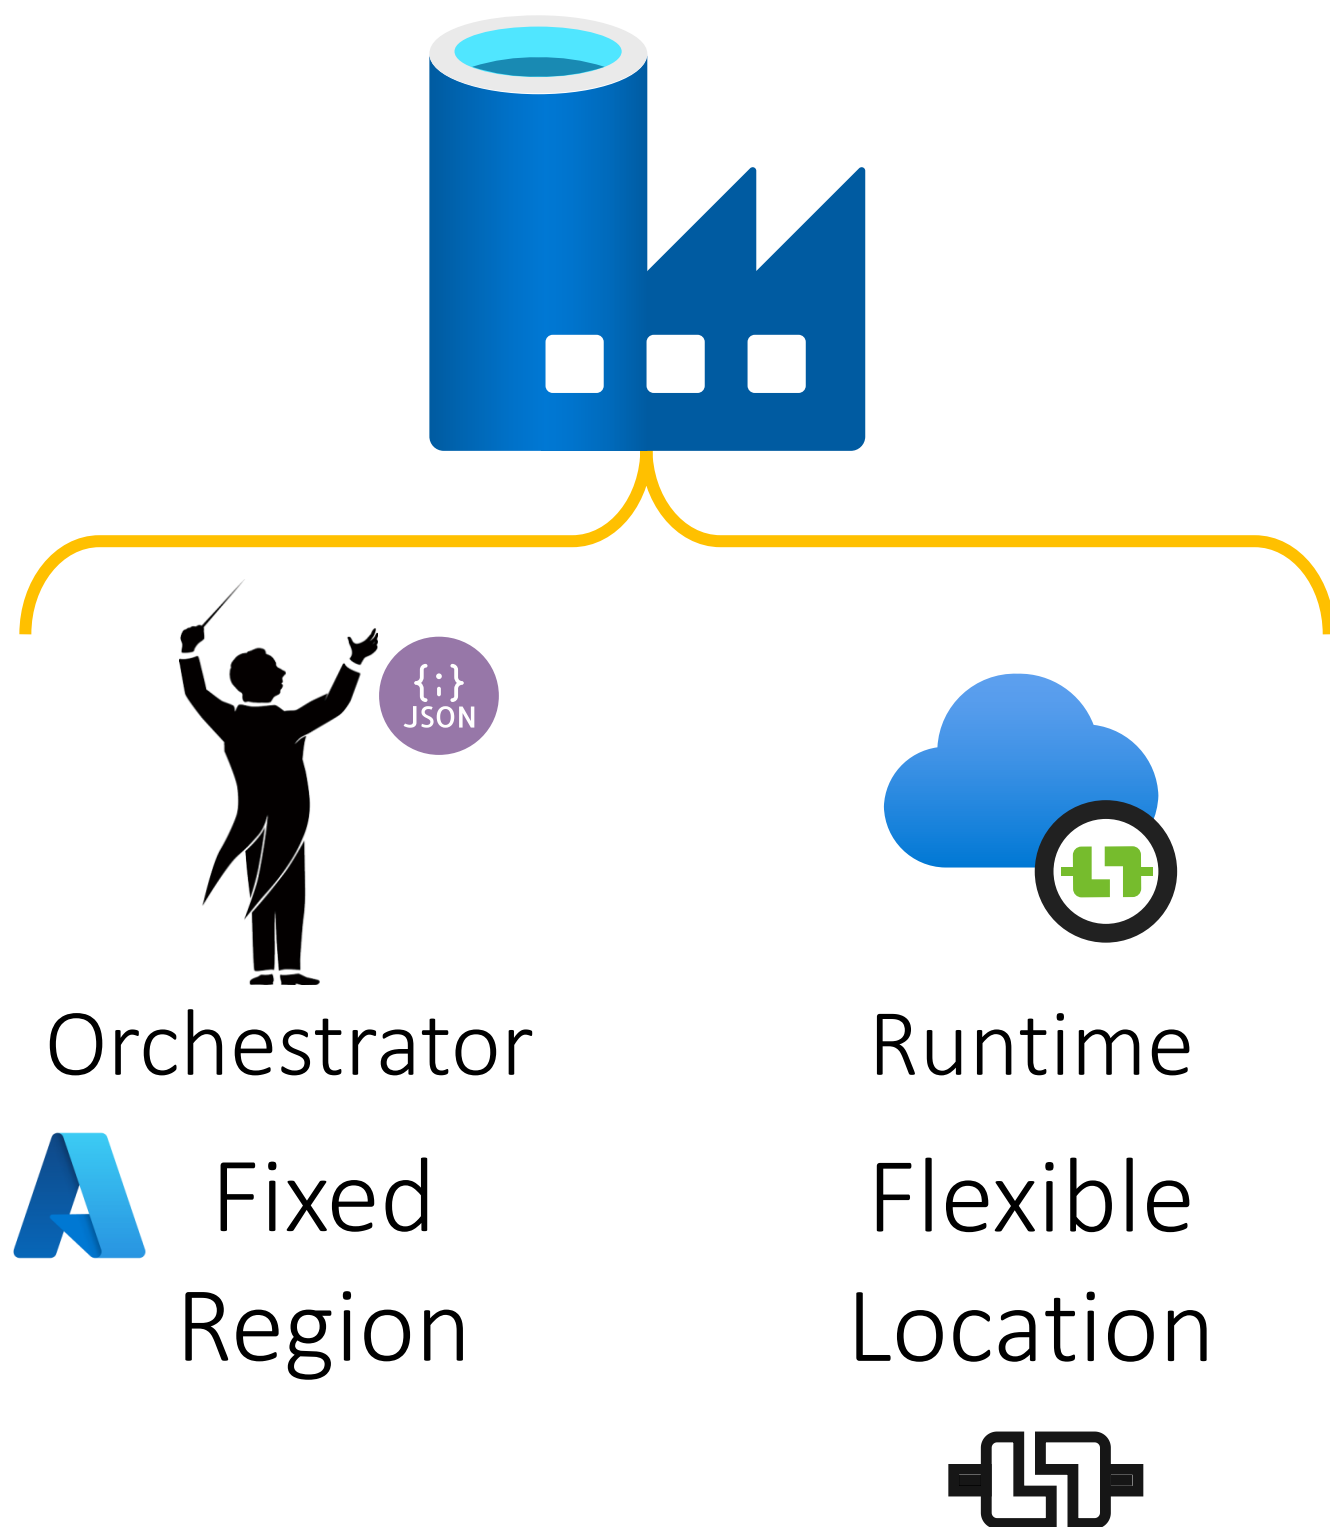 {;}
JSON
Orchestrator
Fixed
Region
Runtime
Flexible
Location